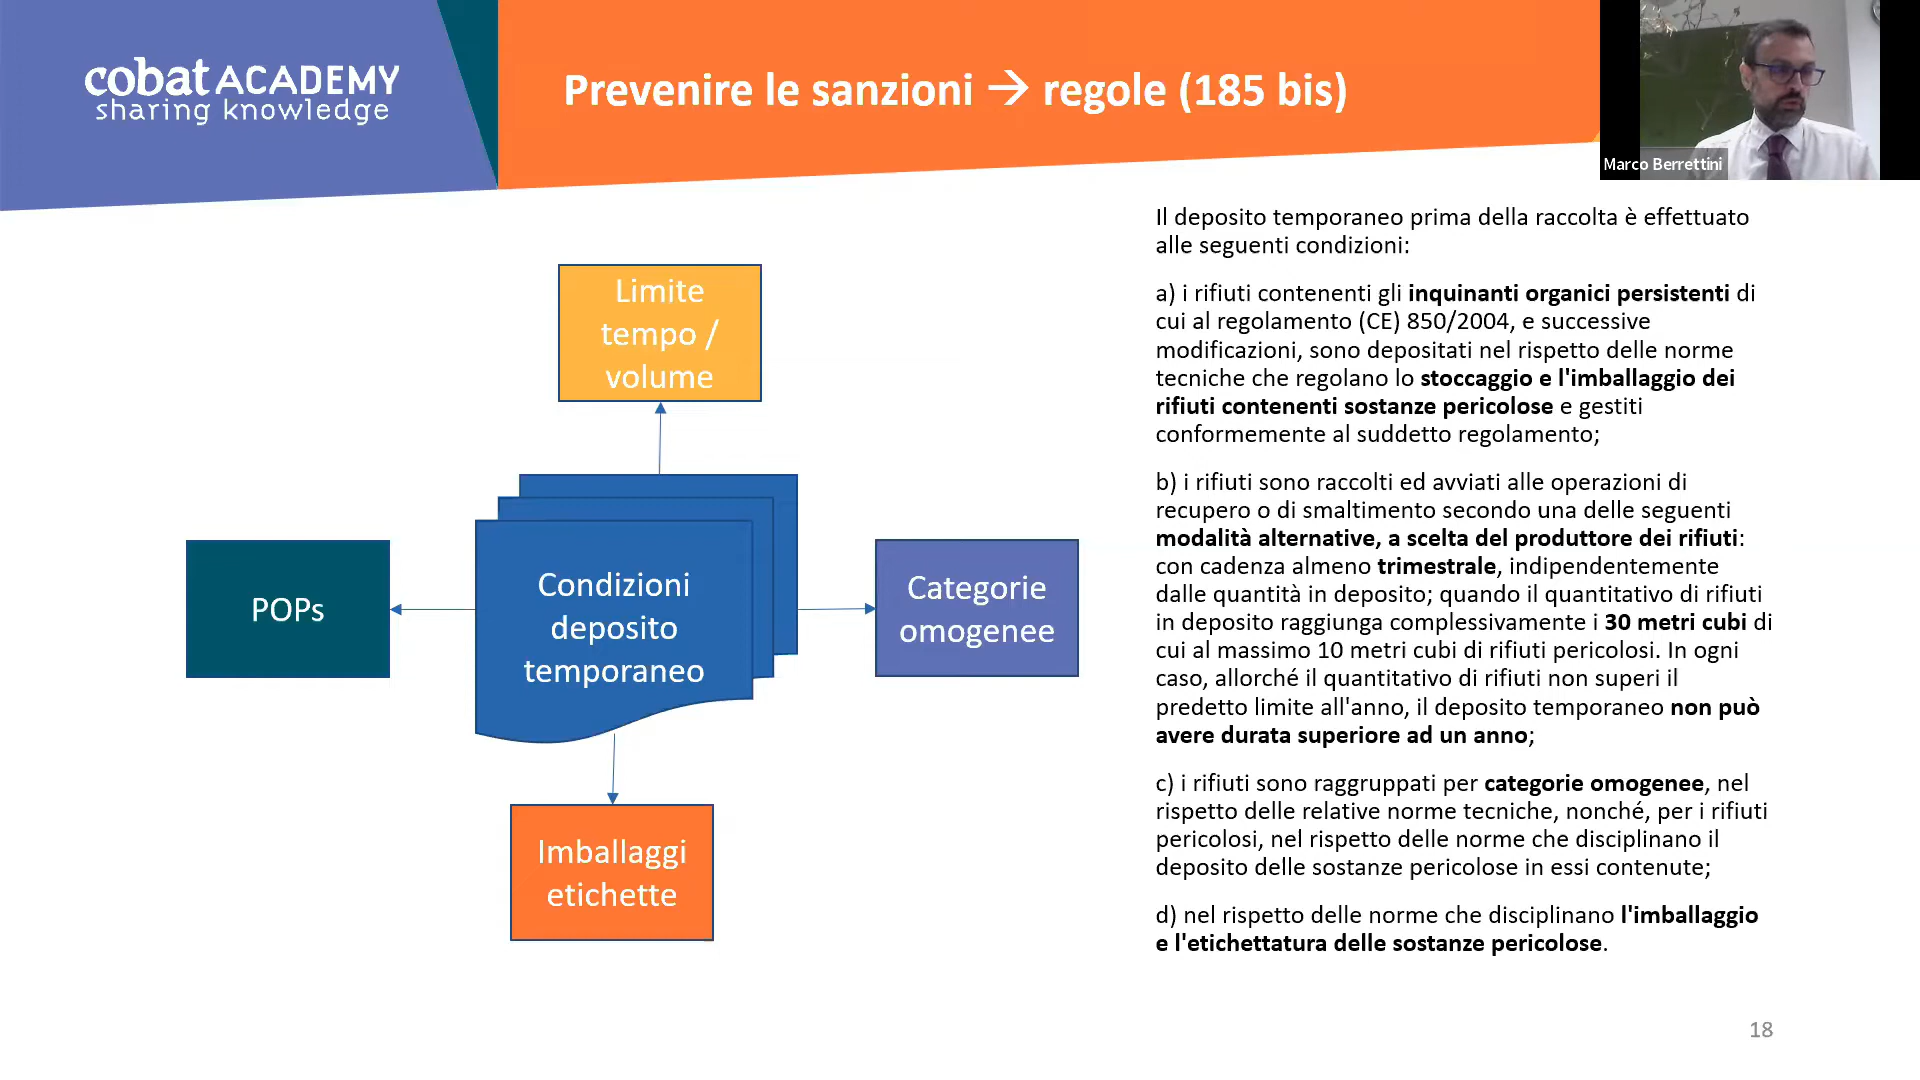 cobat ACADEMY
sharing knowledge
Prevenire le sanzioni → regole (185 bis)
Marco Berrettini
Limite
tempo /
volume
POPs
Condizioni
deposito
temporaneo
Categorie
omogenee
Imballaggi
etichette
Il deposito temporaneo prima della raccolta è effettuato
alle seguenti condizioni:
a) i rifiuti contenenti gli inquinanti organici persistenti di
cui al regolamento (CE) 850/2004, e successive
modificazioni, sono depositati nel rispetto delle norme
tecniche che regolano lo stoccaggio e l'imballaggio dei
rifiuti contenenti sostanze pericolose e gestiti
conformemente al suddetto regolamento;
b) i rifiuti sono raccolti ed avviati alle operazioni di
recupero o di smaltimento secondo una delle seguenti
modalità alternative, a scelta del produttore dei rifiuti:
con cadenza almeno trimestrale, indipendentemente
dalle quantità in deposito; quando il quantitativo di rifiuti
in deposito raggiunga complessivamente i 30 metri cubi di
cui al massimo 10 metri cubi di rifiuti pericolosi. In ogni
caso, allorché il quantitativo di rifiuti non superi il
predetto limite all'anno, il deposito temporaneo non può
avere durata superiore ad un anno;
c) i rifiuti sono raggruppati per categorie omogenee, nel
rispetto delle relative norme tecniche, nonché, per i rifiuti
pericolosi, nel rispetto delle norme che disciplinano il
deposito delle sostanze pericolose in essi contenute;
d) nel rispetto delle norme che disciplinano l'imballaggio
e l'etichettatura delle sostanze pericolose.
18